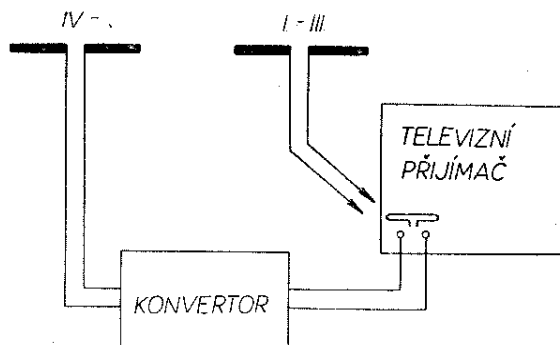 IV -
I. - III.
TELEVIZNÍ
PŘIJÍMAČ
KONVERTOR